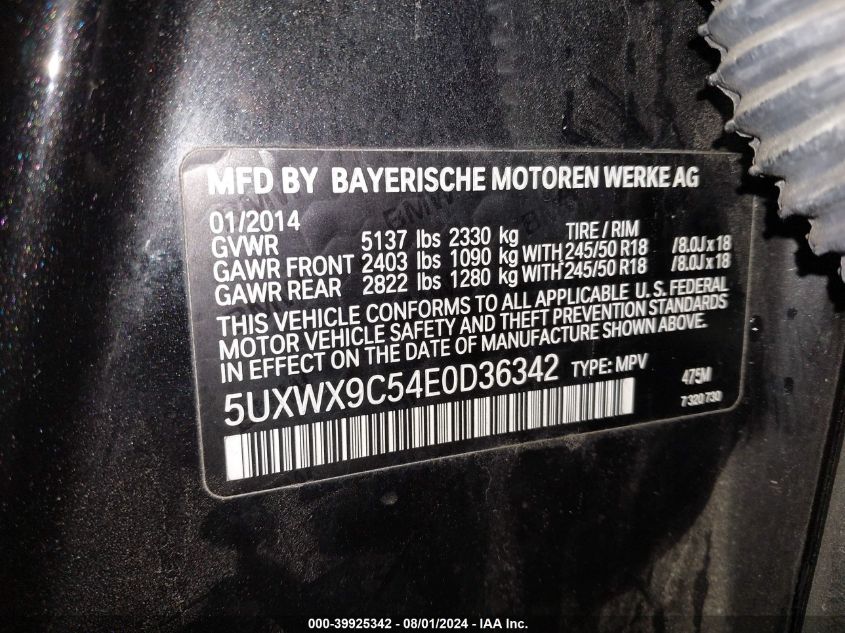 MFD BY BAYERISCHE MOTOREN WERKE AG
01/2014 TIRE / RIM
GVWR 5137 lbs 2330 kg
GAWR FRONT 2403 lbs 1090 kg WITH 245/50 R18 /8.0J x 18
GAWR REAR 2822 lbs 1280 kg WITH 245/50 R18 /8.0J x 18
THIS VEHICLE CONFORMS TO ALL APPLICABLE U.S. FEDERAL
MOTOR VEHICLE SAFETY AND THEFT PREVENTION STANDARDS
IN EFFECT ON THE DATE OF MANUFACTURE SHOWN ABOVE.
5UXWX9C54E0D36342 TYPE: MPV 475M
7 320 730
000-39925342 - 08/01/2024 - IAA Inc.